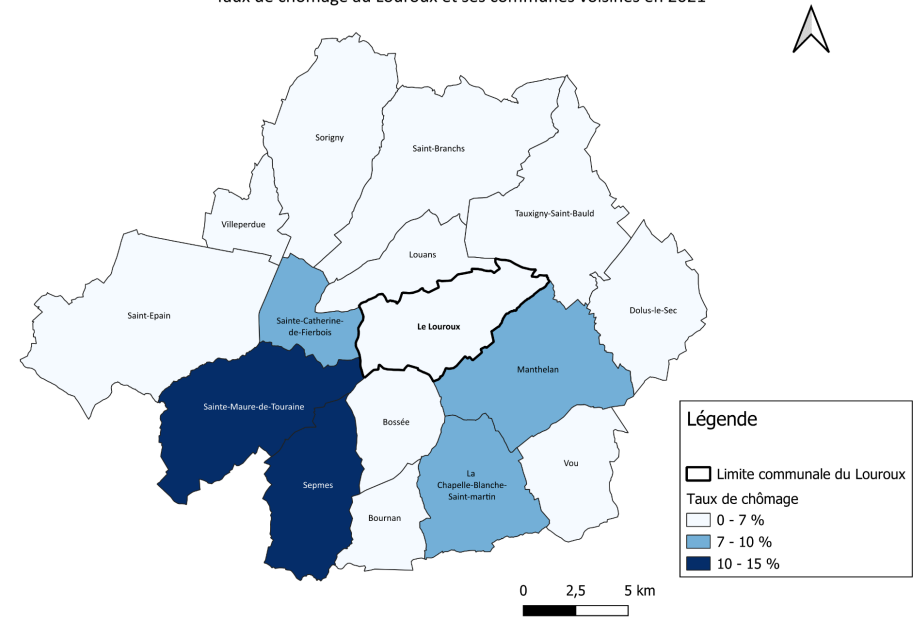 Taux de chômage du Louroux et ses communes voisines en 2021
Sorigny
Saint-Branchs
Tauxigny-Saint-Bauld
Villeperdue
Louans
Saint-Epain
Sainte-Catherine-
de-Fierbois
Le Louroux
Dolus-le-Sec
Manthelan
Sainte-Maure-de-Touraine
Bossée
Sepmes
La
Chapelle-Blanche-
Saint-martin
Vou
Bournan
Légende
Limite communale du Louroux
Taux de chômage
0 - 7 %
7 - 10 %
10 - 15 %
0 2,5 5 km